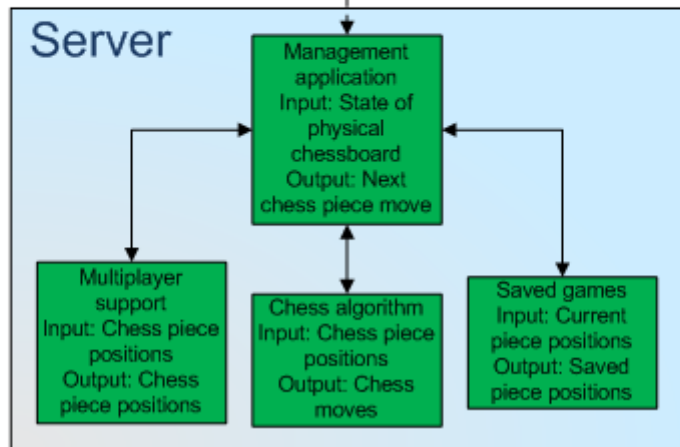 Server
Management
application
Input: State of
physical
chessboard
Output: Next
chess piece move
Multiplayer
support
Input: Chess piece
positions
Output: Chess
piece positions
Chess algorithm
Input: Chess piece
positions
Output: Chess
moves
Saved games
Input: Current
piece positions
Output: Saved
piece positions